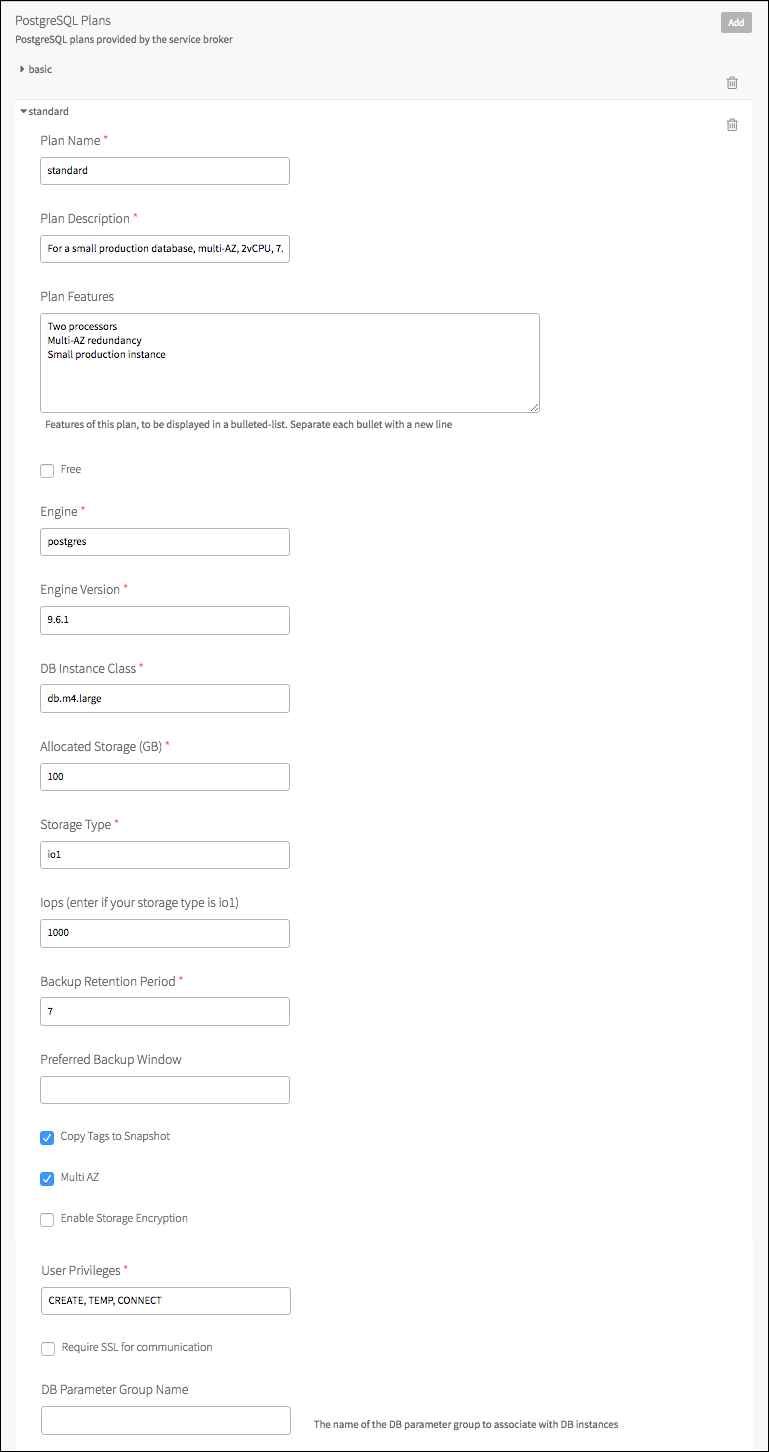 PostgreSQL Plans
Add
PostgreSQL plans provided by the service broker
basic
standard
Plan Name *
standard
Plan Description *
For a small production database, multi-AZ, 2vCPU, 7.
Plan Features
Two processors
Multi-AZ redundancy
Small production instance
Features of this plan, to be displayed in a bulleted-list. Separate each bullet with a new line
Free
Engine *
postgres
Engine Version *
9.6.1
DB Instance Class *
db.m4.large
Allocated Storage (GB) *
100
Storage Type *
io1
Iops (enter if your storage type is io1)
1000
Backup Retention Period *
7
Preferred Backup Window
Copy Tags to Snapshot
Multi AZ
Enable Storage Encryption
User Privileges *
CREATE, TEMP, CONNECT
Require SSL for communication
DB Parameter Group Name
The name of the DB parameter group to associate with DB instances